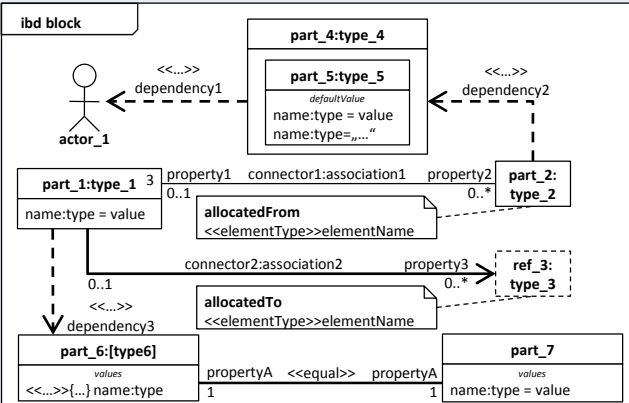 ibd block
part_4:type_4
<<...>>
dependency1
part_5:type_5
defaultValue
name:type = value
name:type=„...“
<<...>>
dependency2
actor_1
part_1:type_1 3
name:type = value
property1 connector1:association1 property2
0..1 0..*
part_2:
type_2
allocatedFrom
<<elementType>>elementName
connector2:association2 property3
0..1 0..*
ref_3:
type_3
<<...>>
dependency3
allocatedTo
<<elementType>>elementName
part_6:[type6]
values
<<...>>{...} name:type
propertyA <<equal>> propertyA
1 1
part_7
values
name:type = value